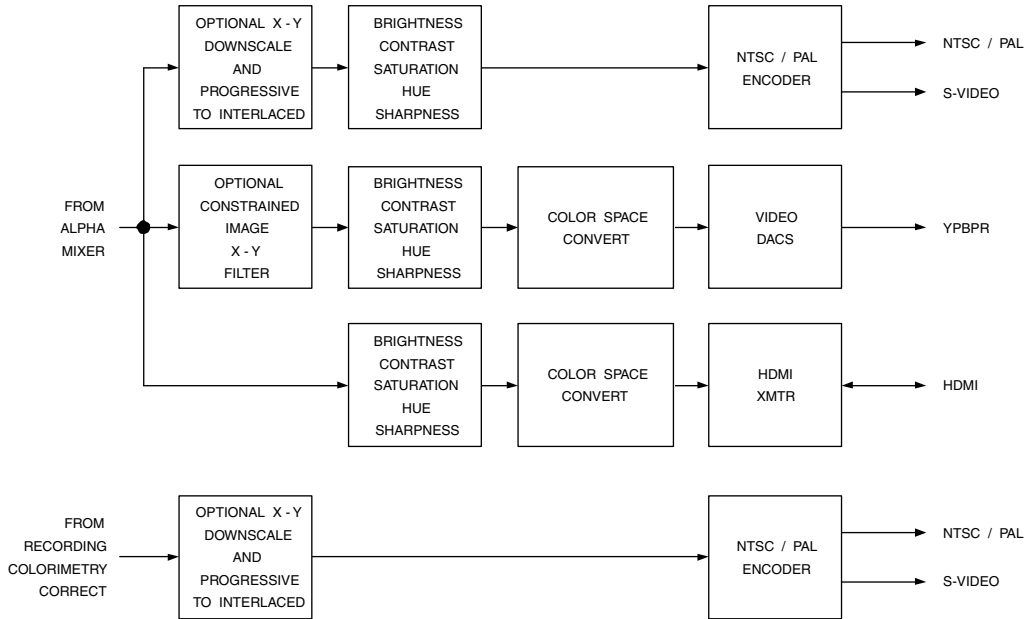 OPTIONAL X - Y
DOWNSCALE
AND
PROGRESSIVE
TO INTERLACED
BRIGHTNESS
CONTRAST
SATURATION
HUE
SHARPNESS
NTSC / PAL
ENCODER
NTSC / PAL
S-VIDEO
FROM
ALPHA
MIXER
OPTIONAL
CONSTRAINED
IMAGE
X - Y
FILTER
BRIGHTNESS
CONTRAST
SATURATION
HUE
SHARPNESS
COLOR SPACE
CONVERT
VIDEO
DACS
YPBPR
BRIGHTNESS
CONTRAST
SATURATION
HUE
SHARPNESS
COLOR SPACE
CONVERT
HDMI
XMTR
HDMI
FROM
RECORDING
COLORIMETRY
CORRECT
OPTIONAL X - Y
DOWNSCALE
AND
PROGRESSIVE
TO INTERLACED
NTSC / PAL
ENCODER
NTSC / PAL
S-VIDEO